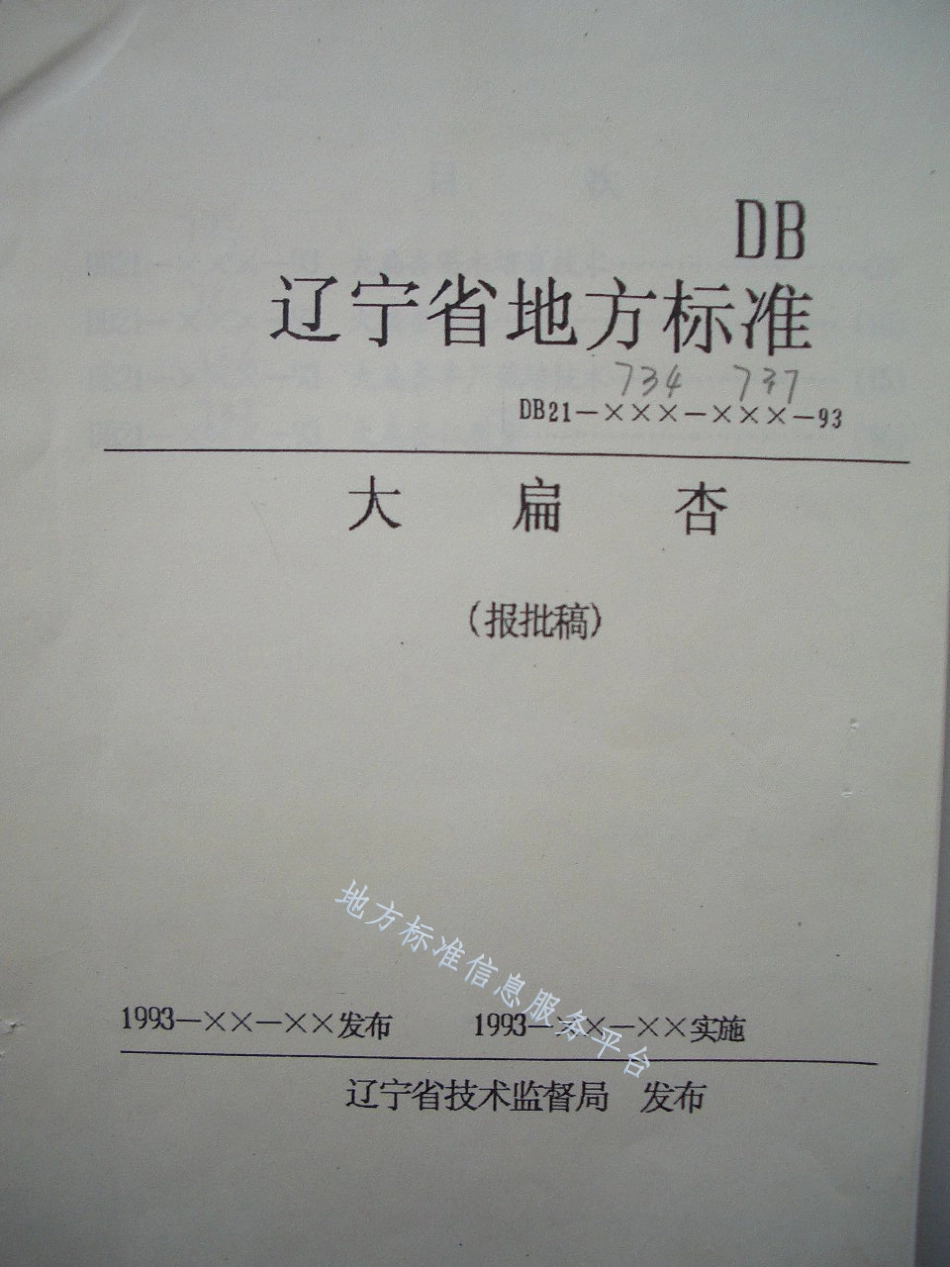 DB
辽宁省地方标准
734 737
DB21-×××-×××-93
大 扁 杏
(报批稿)
地方标准信息服务平台
1993-××-××发布 1993-××-××实施
辽宁省技术监督局 发布